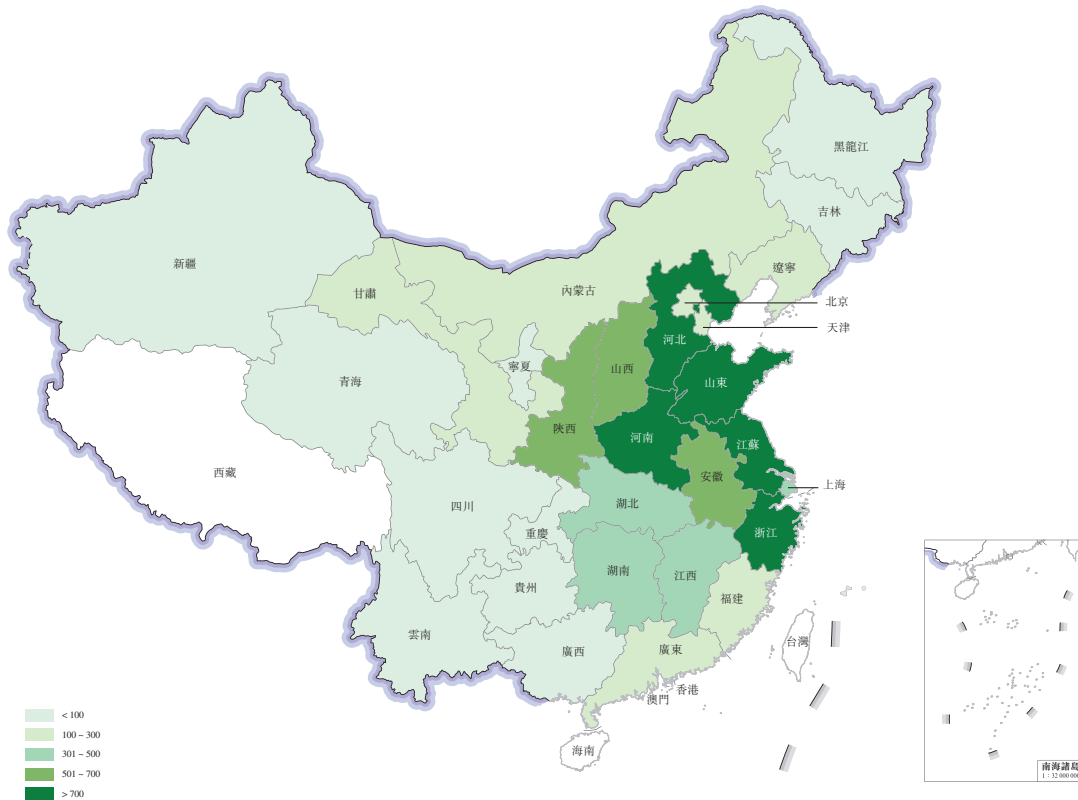 黑龍江
吉林
遼寧
新疆
甘肅
內蒙古
北京
天津
河北
寧夏
山西
青海
山東
陝西
河南
江蘇
西藏
安徽
上海
四川
湖北
重慶
浙江
湖南
江西
貴州
福建
雲南
台灣
廣西
廣東
香港
澳門
海南
< 100
100 – 300
301 – 500
501 – 700
> 700
南海諸島
1 : 32 000 000